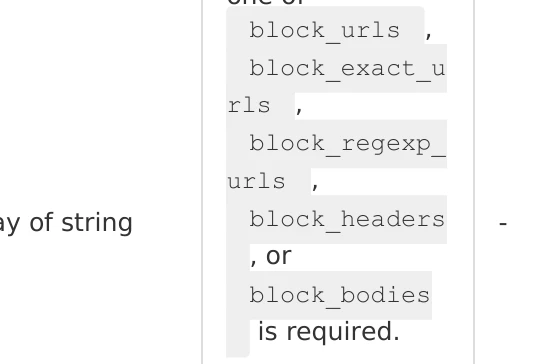 one of
block_urls ,
block_exact_u
rls ,
block_regexp_
urls ,
ay of string block_headers -
, or
block_bodies
is required.